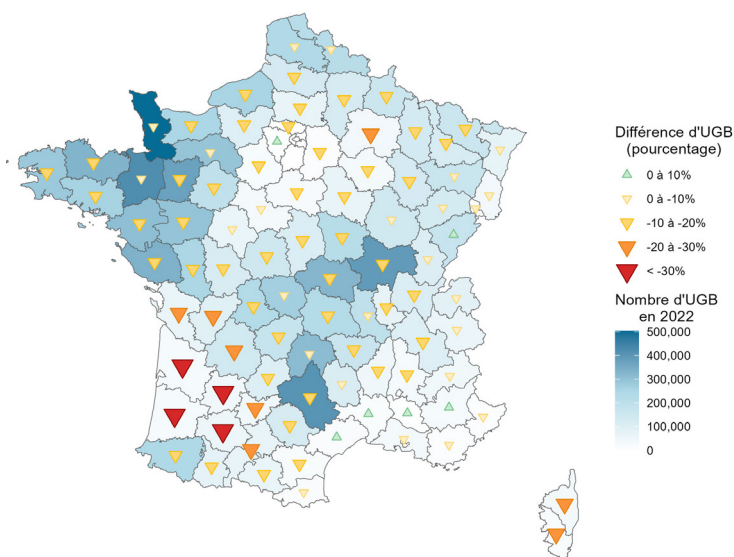 Différence d'UGB
(pourcentage)
0 à 10%
0 à -10%
-10 à -20%
-20 à -30%
< -30%
Nombre d'UGB
en 2022
500,000
400,000
300,000
200,000
100,000
0